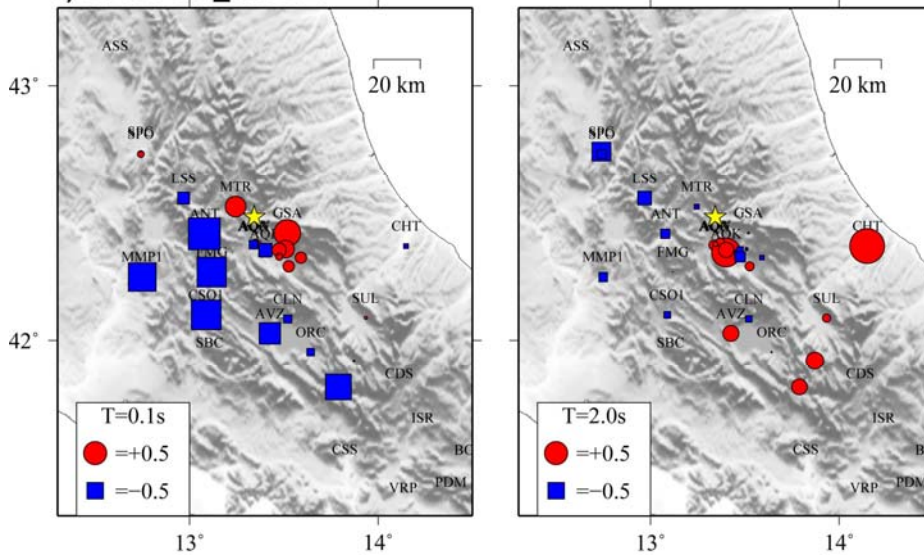 ASS
20 km
43°
SPO
LSS
MTR
ANT
GSA
CHT
MMP1
FMG
CSO1
CLN
SUL
AVZ
ORC
42°
SBC
CDS
T=0.1s
ISR
=+0.5
CSS
BC
=−0.5
VRP
PDM
13°
14°
ASS
20 km
SPO
LSS
MTR
ANT
GSA
AQK
CHT
FMG
MMP1
CSO1
CLN
SUL
AVZ
ORC
SBC
CDS
T=2.0s
ISR
=+0.5
CSS
=−0.5
VRP
PDM
13°
14°